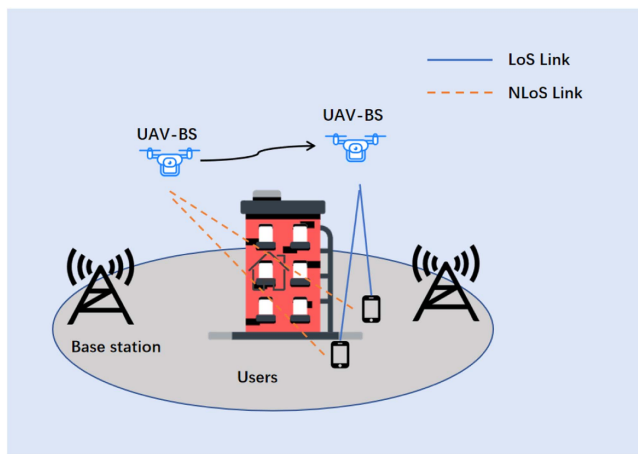 LoS Link
NLoS Link
UAV-BS
UAV-BS
Base station
Users